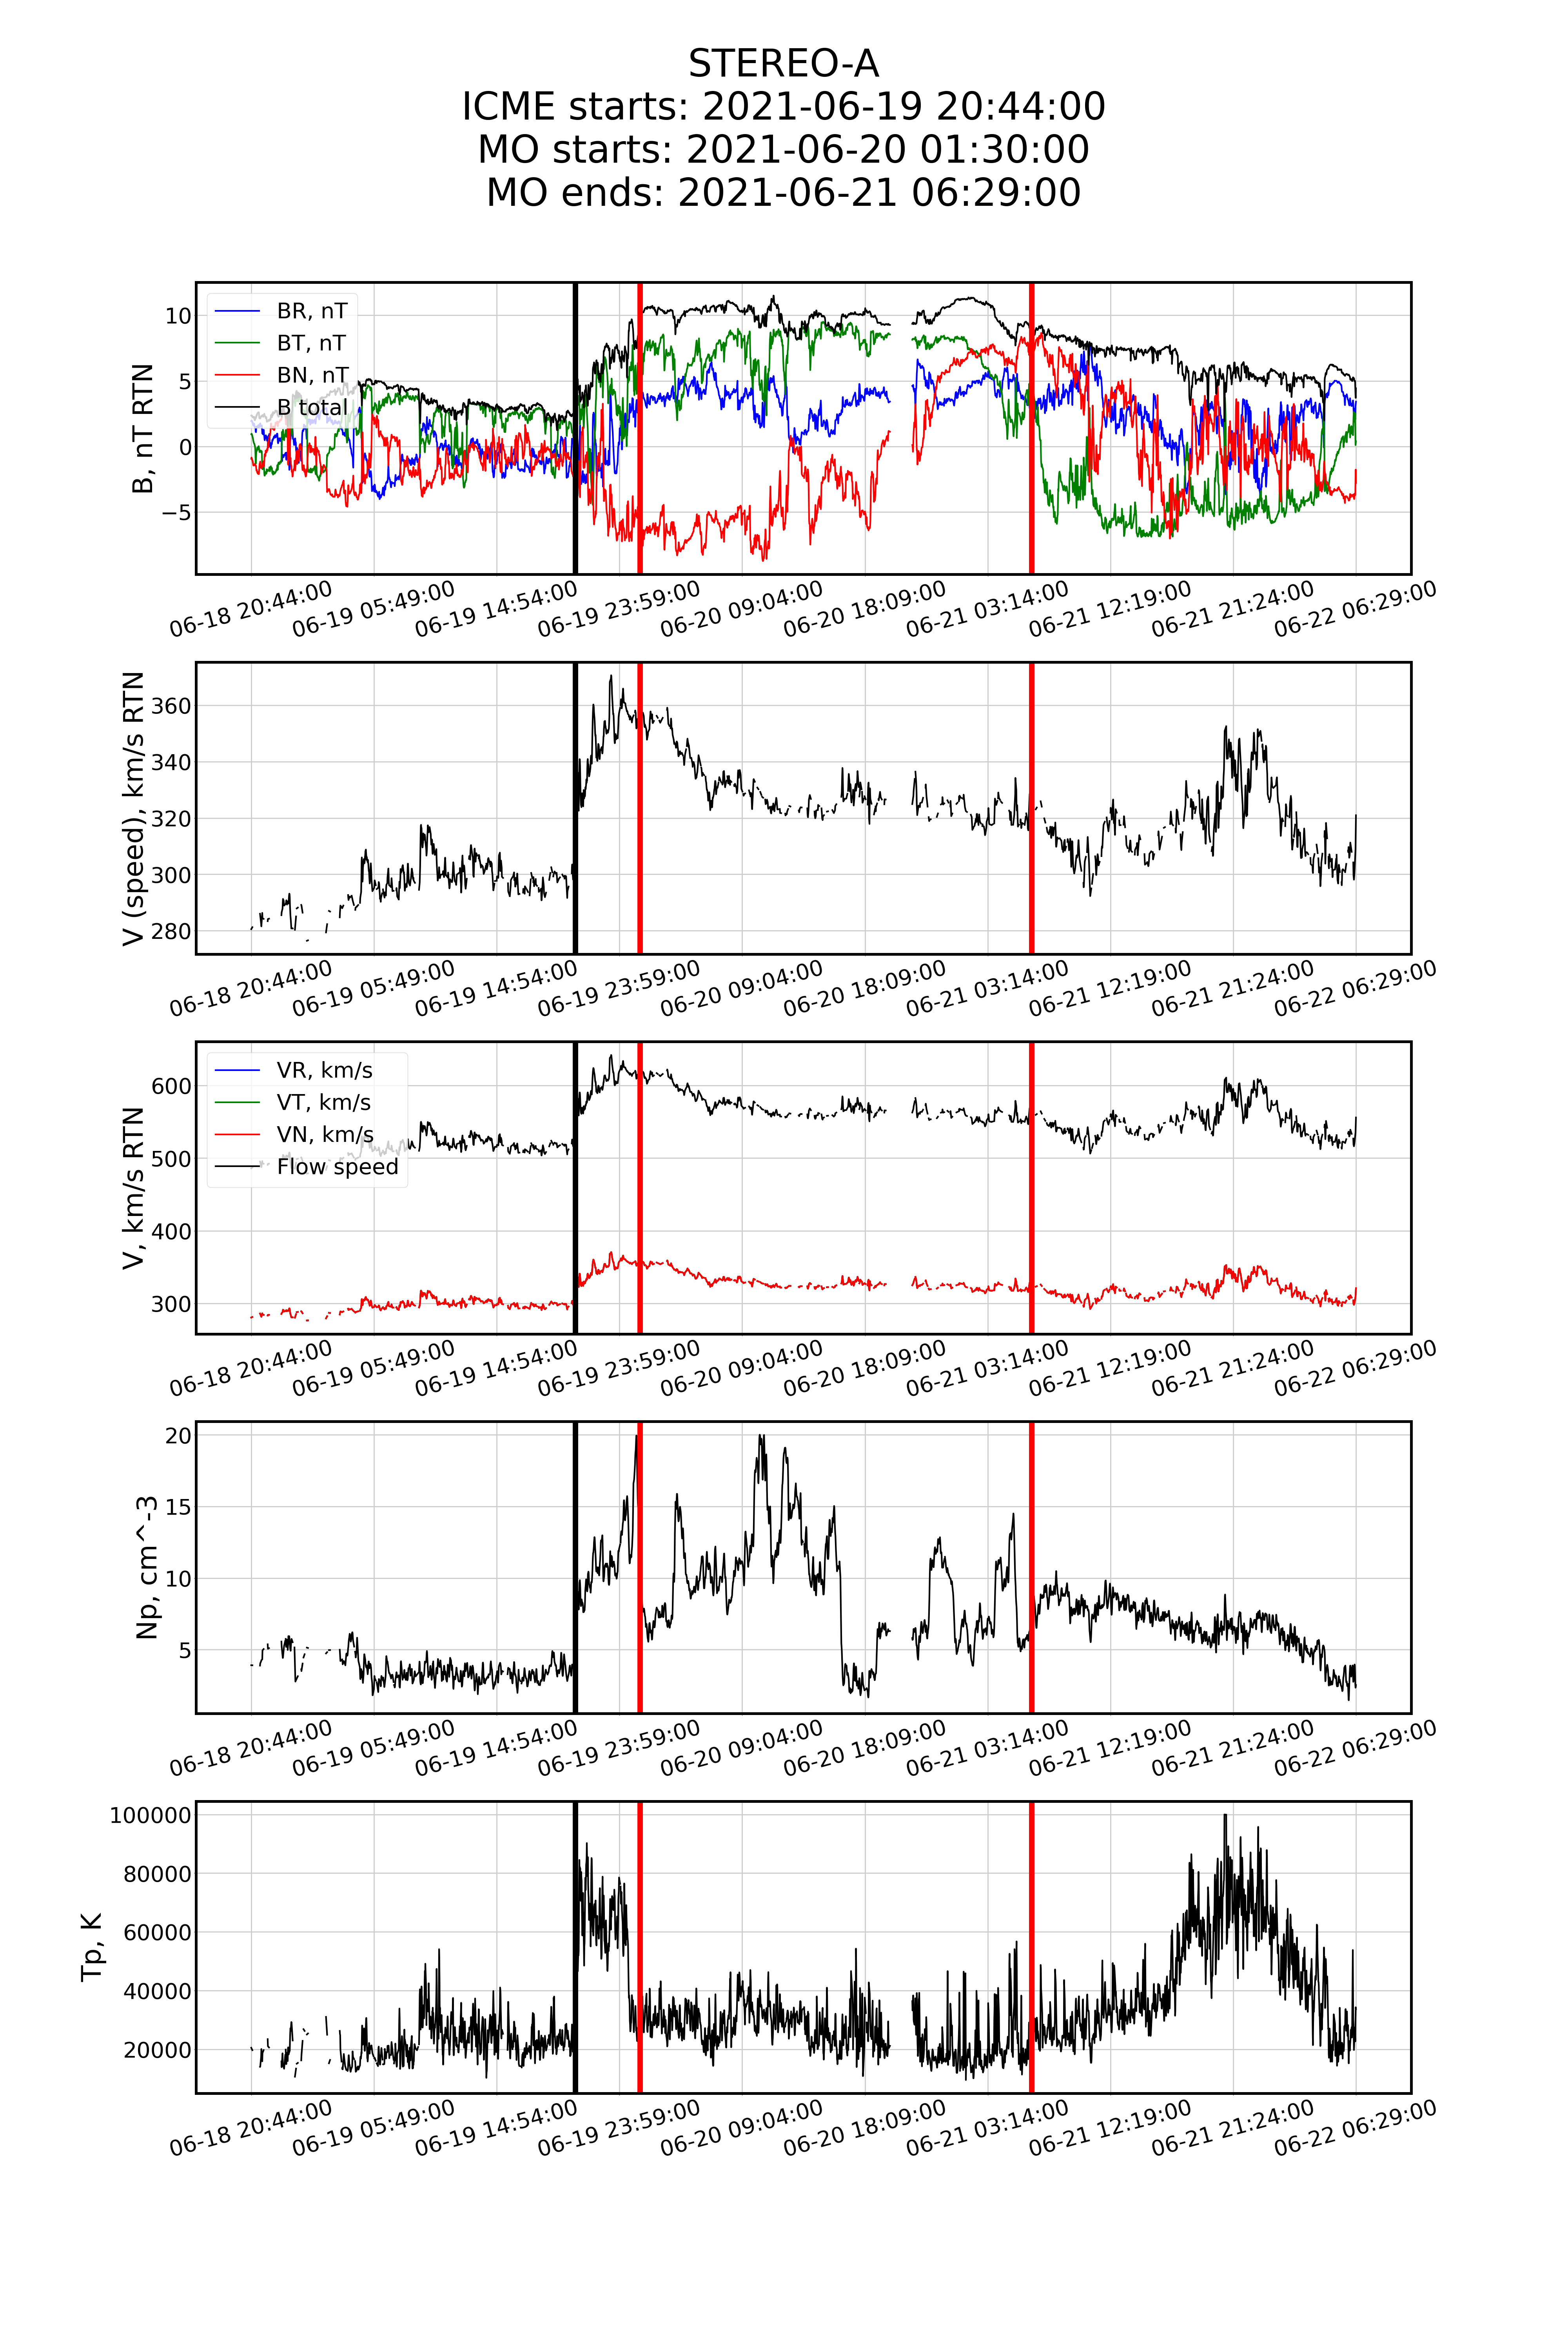 STEREO-A
ICME starts: 2021-06-19 20:44:00
MO starts: 2021-06-20 01:30:00
MO ends: 2021-06-21 06:29:00
B, nT RTN
10
5
0
−5
BR, nT
BT, nT
BN, nT
B total
06-18 20:44:00 06-19 05:49:00 06-19 14:54:00 06-19 23:59:00 06-20 09:04:00 06-20 18:09:00 06-21 03:14:00 06-21 12:19:00 06-21 21:24:00 06-22 06:29:00
V (speed), km/s RTN
360
340
320
300
280
06-18 20:44:00 06-19 05:49:00 06-19 14:54:00 06-19 23:59:00 06-20 09:04:00 06-20 18:09:00 06-21 03:14:00 06-21 12:19:00 06-21 21:24:00 06-22 06:29:00
V, km/s RTN
600
500
400
300
VR, km/s
VT, km/s
VN, km/s
Flow speed
06-18 20:44:00 06-19 05:49:00 06-19 14:54:00 06-19 23:59:00 06-20 09:04:00 06-20 18:09:00 06-21 03:14:00 06-21 12:19:00 06-21 21:24:00 06-22 06:29:00
Np, cm^-3
20
15
10
5
06-18 20:44:00 06-19 05:49:00 06-19 14:54:00 06-19 23:59:00 06-20 09:04:00 06-20 18:09:00 06-21 03:14:00 06-21 12:19:00 06-21 21:24:00 06-22 06:29:00
Tp, K
100000
80000
60000
40000
20000
06-18 20:44:00 06-19 05:49:00 06-19 14:54:00 06-19 23:59:00 06-20 09:04:00 06-20 18:09:00 06-21 03:14:00 06-21 12:19:00 06-21 21:24:00 06-22 06:29:00